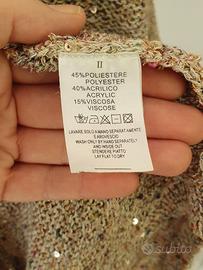 II
45%POLIESTERE
POLYESTER
40%ACRILICO
ACRYLIC
15%VISCOSA
VISCOSE
LAVARE SOLO A MANO SEPARATAMENTE
E A ROVESCIO
WASH ONLY BY HAND SEPARATELY
AND INSIDE OUT
STENDERE PIATTO
LAY FLAT TO DRY
subito